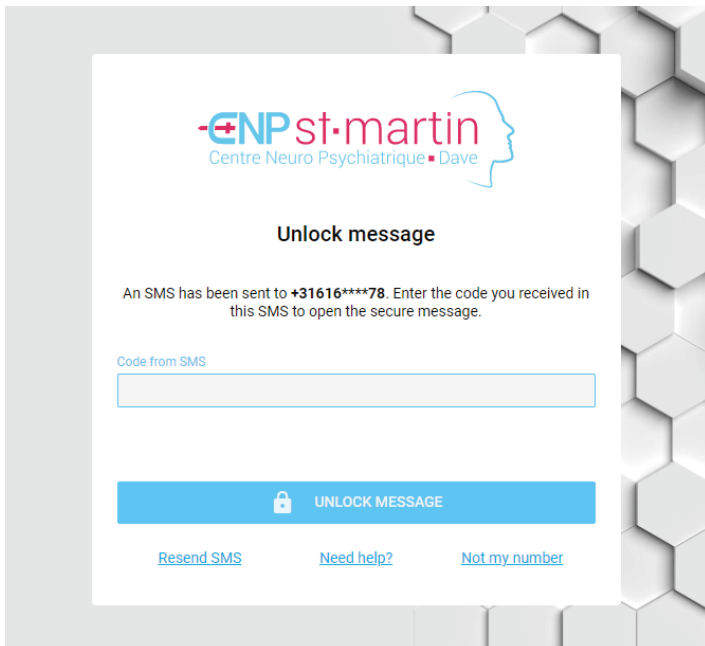 CNP st-martin
Centre Neuro Psychiatrique ▪ Dave
Unlock message
An SMS has been sent to +31616****78. Enter the code you received in
this SMS to open the secure message.
Code from SMS
UNLOCK MESSAGE
Resend SMS Need help? Not my number